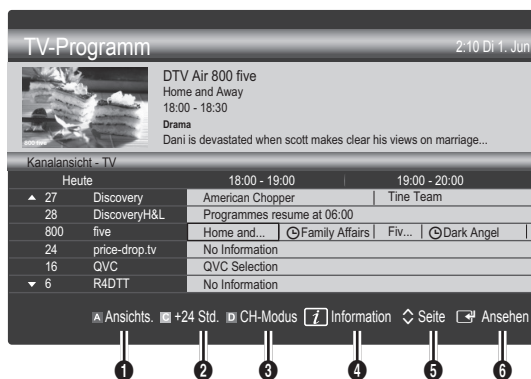 TV-Programm 2:10 Di 1. Jun
DTV Air 800 five
Home and Away
18:00 - 18:30
Drama
Dani is devastated when scott makes clear his views on marriage...
800 five
Kanalansicht - TV
Heute 18:00 - 19:00 19:00 - 20:00
▲ 27 Discovery American Chopper Tine Team
28 DiscoveryH&L Programmes resume at 06:00
800 five Home and... Family Affairs Fiv... Dark Angel
24 price-drop.tv No Information
16 QVC QVC Selection
▼ 6 R4DTT No Information
A Ansichts. C +24 Std. D CH-Modus i Information Seite Ansehen
1 2 3 4 5 6